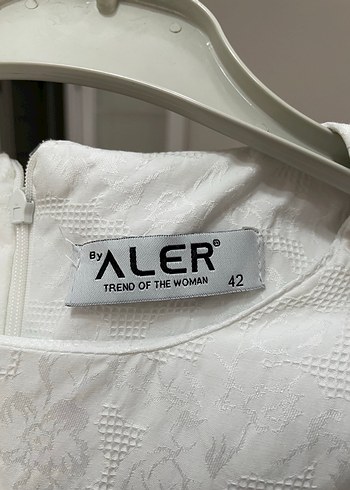 By ALER®
TREND OF THE WOMAN 42